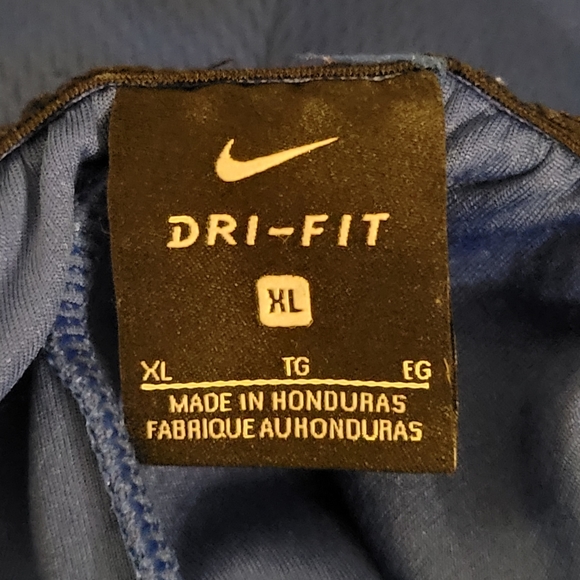 DRI-FIT
XL
XL TG EG
MADE IN HONDURAS
FABRIQUE AU HONDURAS